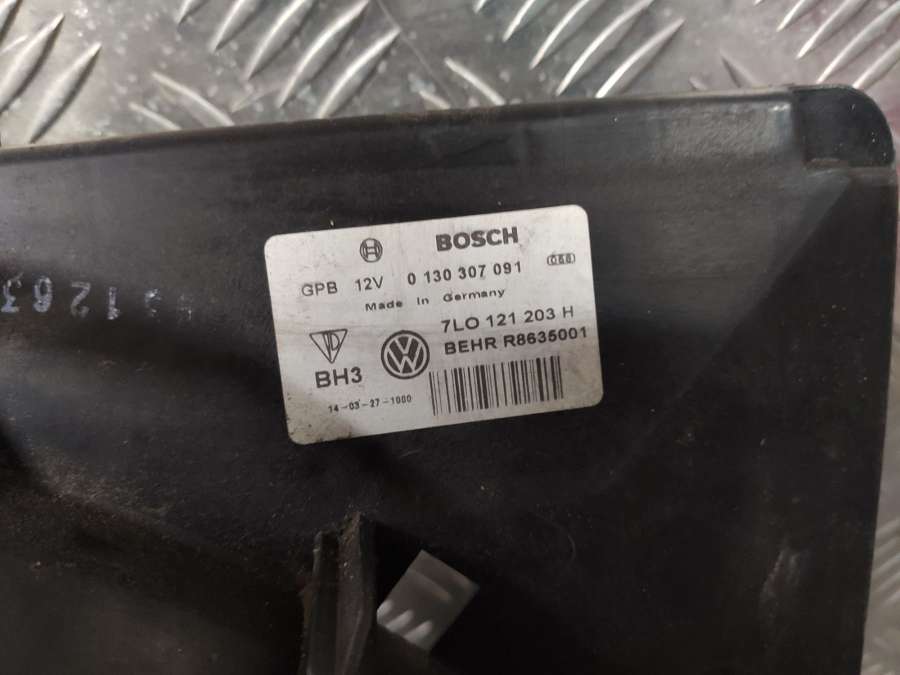 BOSCH
GPB 12V 0 130 307 091
Made in Germany
7LO 121 203 H
BEHR R8635001
BH3
14-03-27-1000